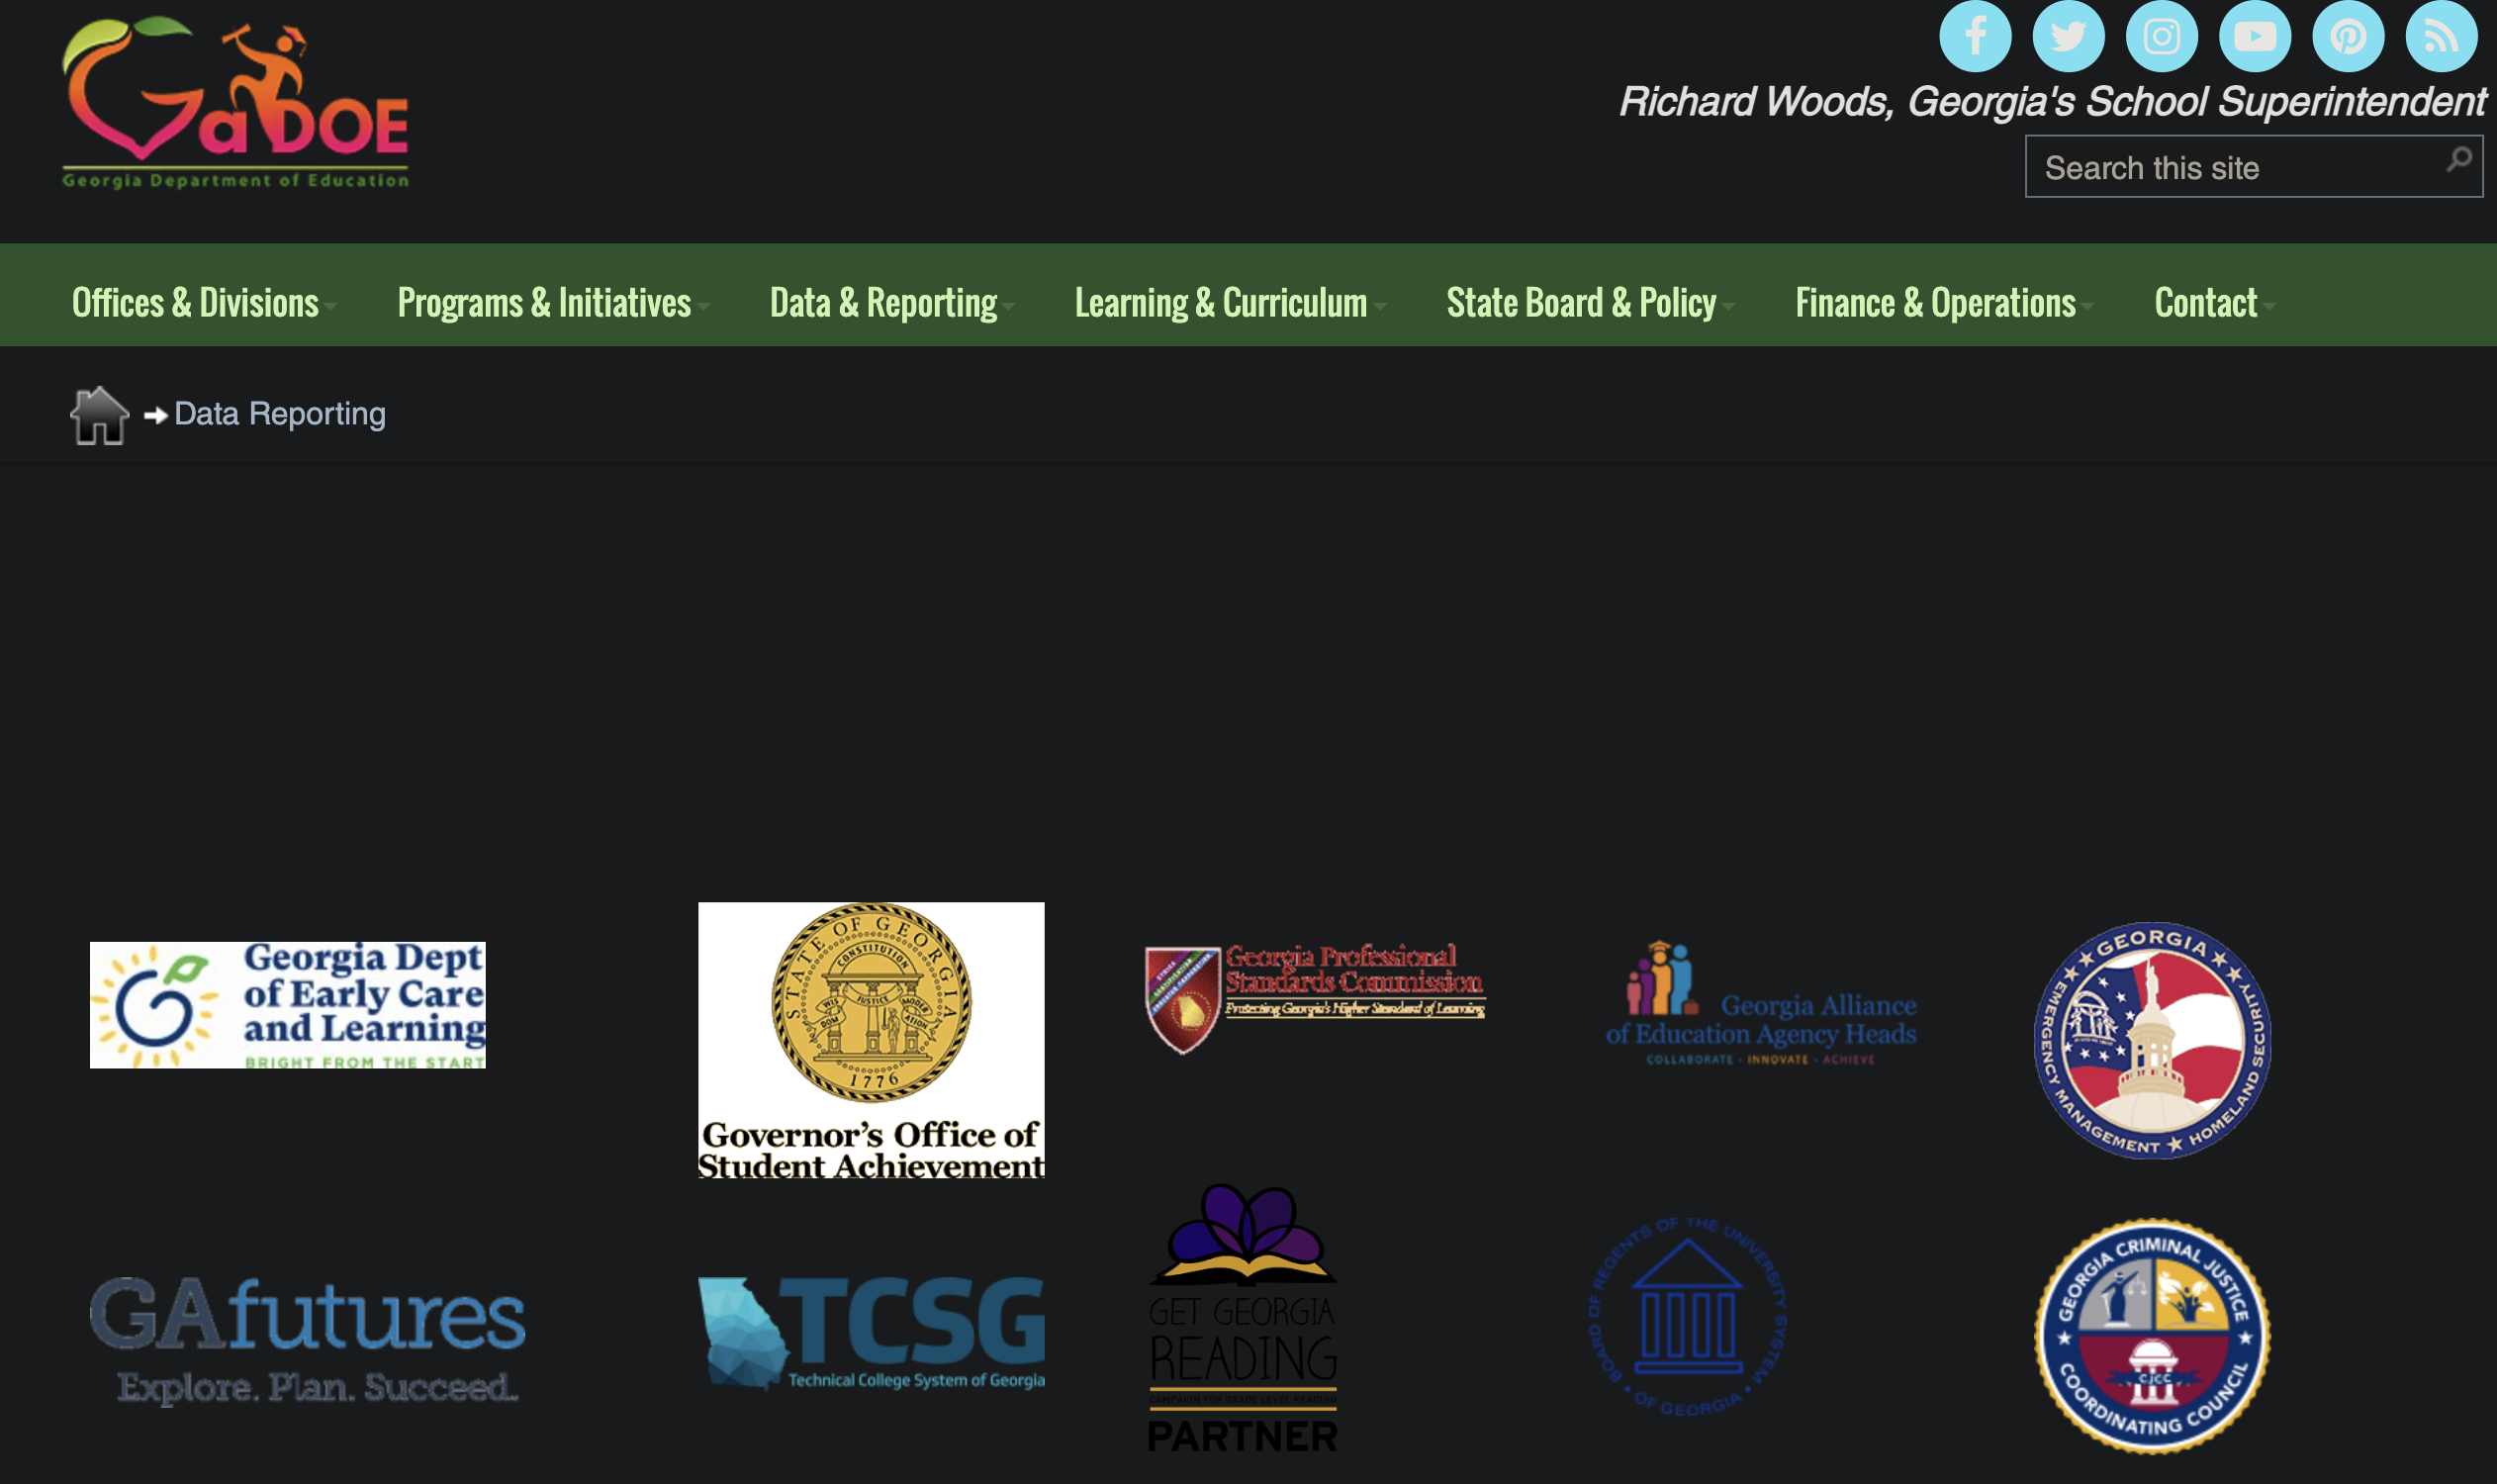 GaDOE
Georgia Department of Education
Richard Woods, Georgia's School Superintendent
Search this site
Offices & Divisions
Programs & Initiatives
Data & Reporting
Learning & Curriculum
State Board & Policy
Finance & Operations
Contact
Data Reporting
Georgia Dept
of Early Care
and Learning
BRIGHT FROM THE START
STATE OF GEORGIA
CONSTITUTION
WISDOM
JUSTICE
MODERATION
1776
Governor's Office of
Student Achievement
Georgia Professional
Standards Commission
Protecting Georgia's Higher Standard of Learning
Georgia Alliance
of Education Agency Heads
COLLABORATE - INNOVATE - ACHIEVE
GEORGIA
EMERGENCY MANAGEMENT ★ HOMELAND SECURITY
GAfutures
Explore. Plan. Succeed.
TCSG
Technical College System of Georgia
GET GEORGIA
READING
CAMPAIGN FOR GRADE LEVEL READING
PARTNER
BOARD OF REGENTS OF THE UNIVERSITY SYSTEM
• OF GEORGIA •
GEORGIA CRIMINAL JUSTICE
CJCC
COORDINATING COUNCIL